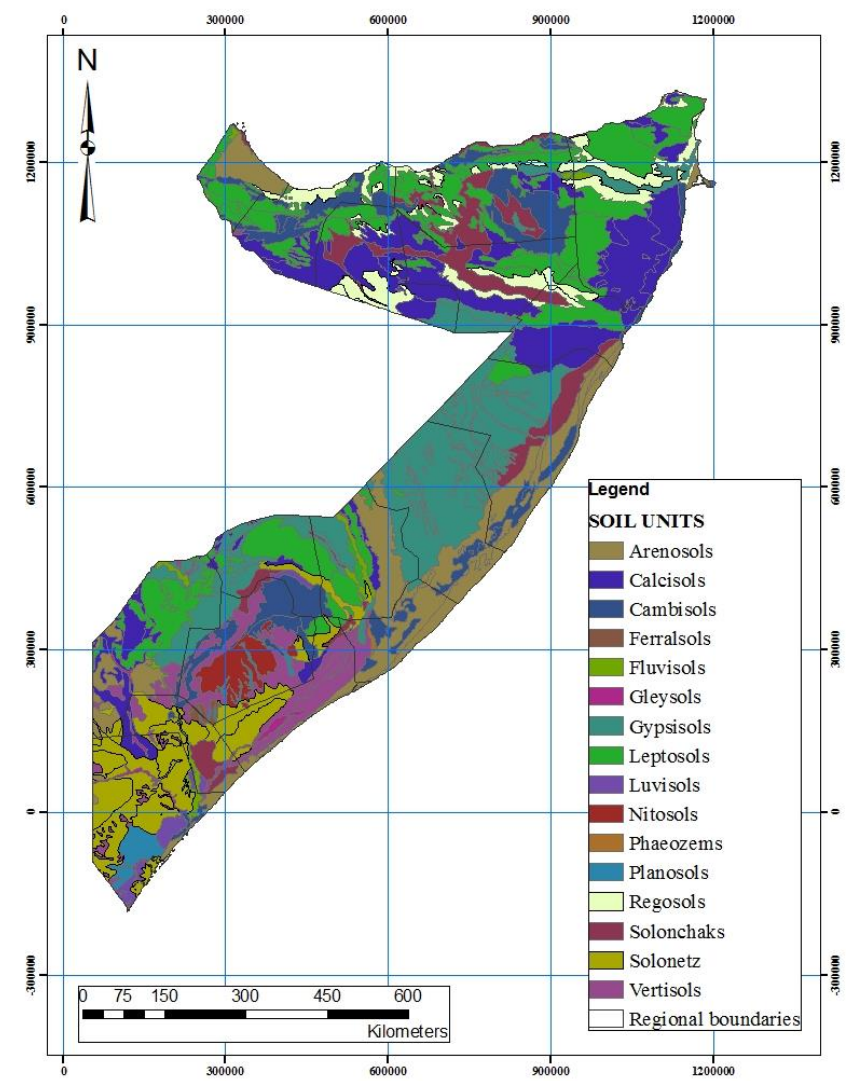 0 300000 600000 900000 1200000
N
1200000 1200000
900000 900000
600000 600000
Legend
SOIL UNITS
Arenosols
Calcisols
Cambisols
Ferralsols
300000 300000
Fluvisols
Gleysols
Gypsisols
Leptosols
Luvisols
0 0
Nitosols
Phaeozems
Planosols
Regosols
Solonchaks
Solonetz
-300000 -300000
Vertisols
0 75 150 300 450 600
Regional boundaries
Kilometers
0 300000 600000 900000 1200000